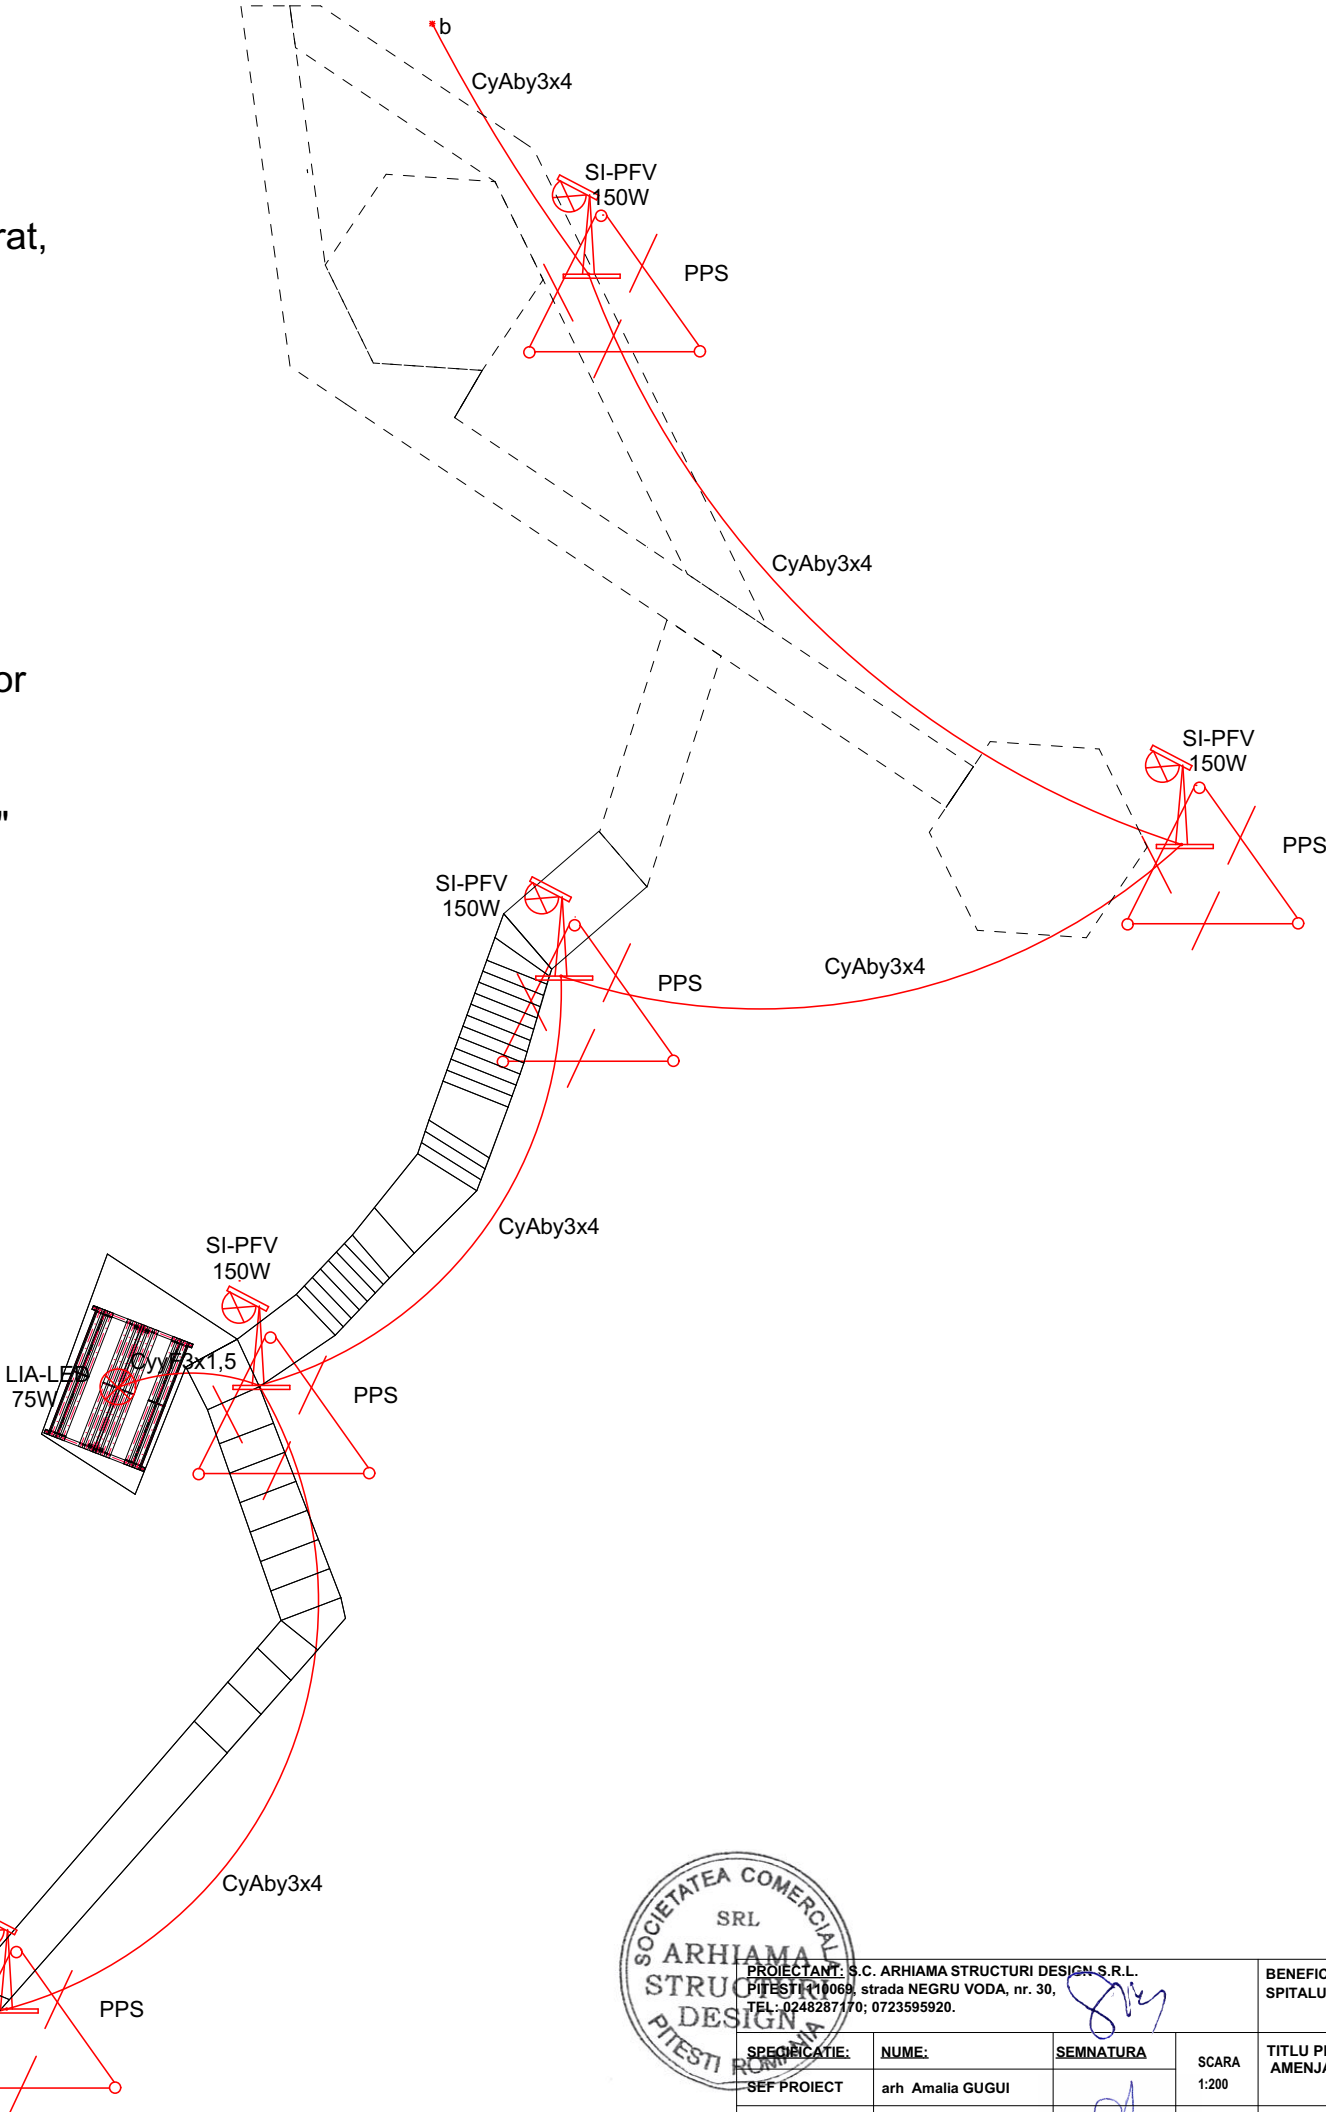 b
CyAby3x4
SI-PFV
150W
PPS
rat,
CyAby3x4
or
SI-PFV
150W
PPS
"
SI-PFV
150W
PPS
CyAby3x4
CyAby3x4
SI-PFV
150W
CyyF3x1,5
LIA-LED
75W
PPS
CyAby3x4
PPS
SOCIETATEA COMERCIALA
SRL
ARHIAMA
STRUCTURI
DESIGN
PITESTI ROMANIA
PROIECTANT: S.C. ARHIAMA STRUCTURI DESIGN S.R.L.
PITESTI 110069, strada NEGRU VODA, nr. 30,
TEL: 0248287170; 0723595920.
BENEFIC
SPITALU
SPECIFICATIE:
NUME:
SEMNATURA
SCARA
1:200
TITLU P
AMENJA
SEF PROIECT
arh Amalia GUGUI